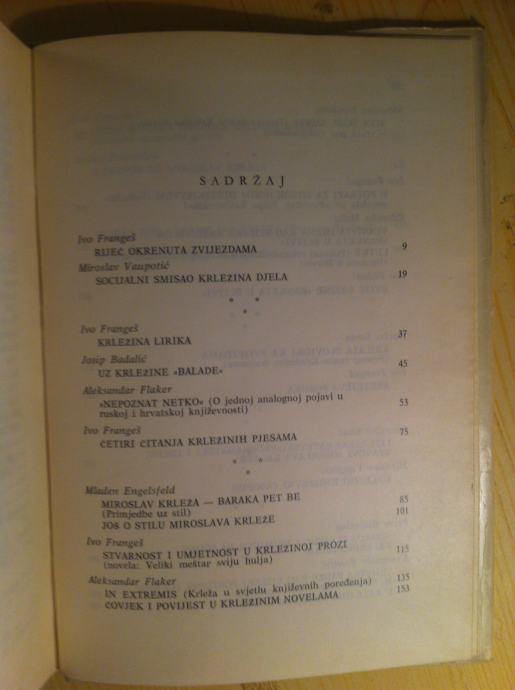 SADRŽAJ
Ivo Frangeš
RIJEČ OKRENUTA ZVIJEZDAMA 9
Miroslav Vaupotić
SOCIJALNI SMISAO KRLEŽINA DJELA 19
* *
*
Ivo Frangeš
KRLEŽINA LIRIKA 37
Josip Badalić
UZ KRLEŽINE »BALADE« 45
Aleksandar Flaker
»NEPOZNAT NETKO« (O jednoj analognoj pojavi u
ruskoj i hrvatskoj književnosti) 53
Ivo Frangeš
ČETIRI ČITANJA KRLEŽINIH PJESAMA 75
* *
*
Mladen Engelsfeld
MIROSLAV KRLEŽA — BARAKA PET BE 85
(Primjedbe uz stil)
JOŠ O STILU MIROSLAVA KRLEŽE 101
Ivo Frangeš
STVARNOST I UMJETNOST U KRLEŽINOJ PROZI
(novela: Veliki meštar sviju hulja) 115
Aleksandar Flaker
IN EXTREMIS (Krleža u svjetlu književnih poređenja) 135
ČOVJEK I POVIJEST U KRLEŽINIM NOVELAMA 153